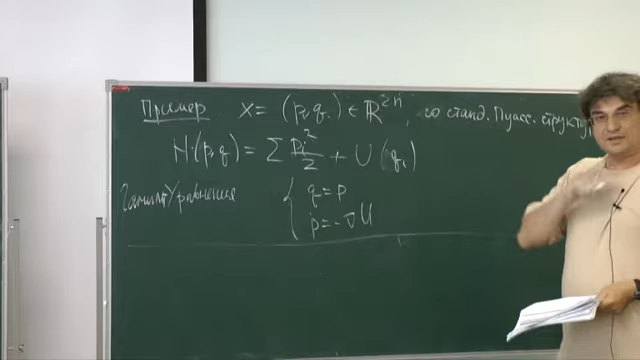 Пример x = (p, q) ∈ ℝ²ⁿ, со станд. Пуасс. структу
H(p,q) = Σ pᵢ²/2 + U(q)
Гамильт Уравнения { q̇ = p
ṗ = -∇U